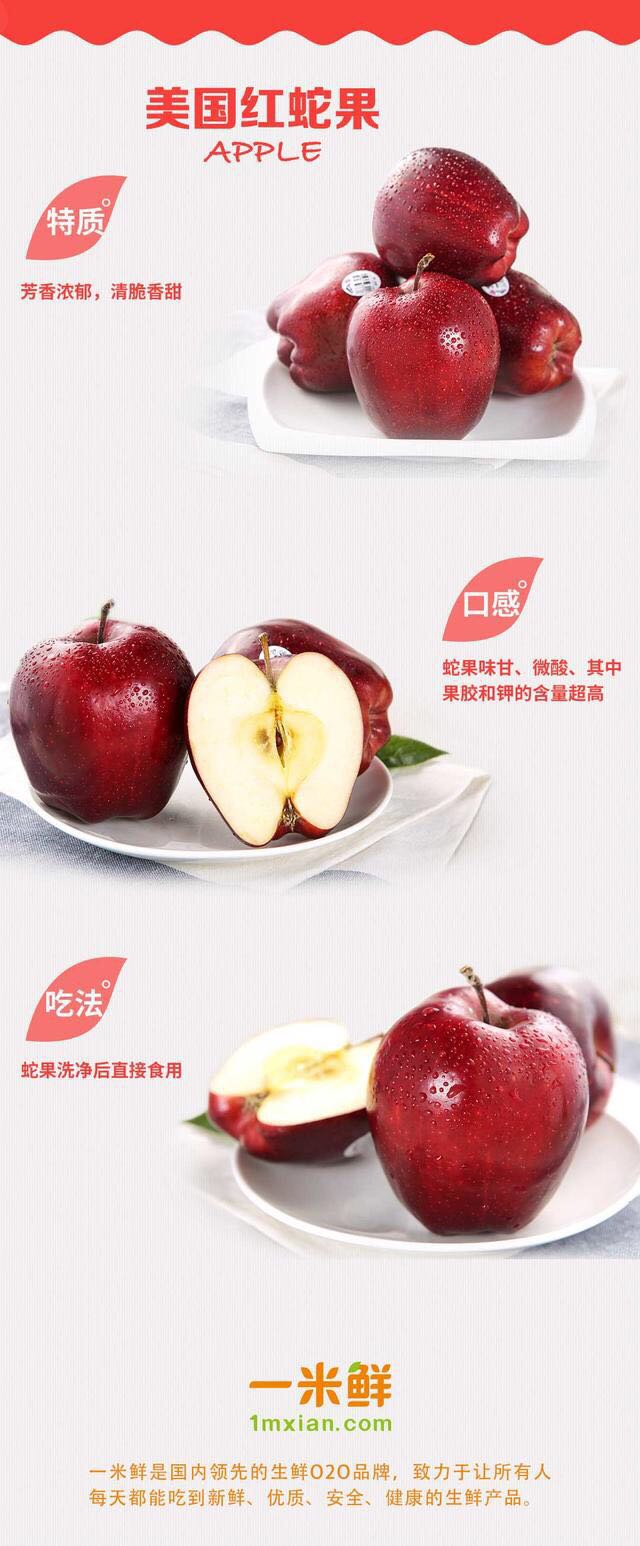 美国红蛇果
APPLE
特质
芳香浓郁，清脆香甜
口感
蛇果味甘、微酸、其中
果胶和钾的含量超高
吃法
蛇果洗净后直接食用
一米鲜
1mxian.com
一米鲜是国内领先的生鲜O2O品牌，致力于让所有人
每天都能吃到新鲜、优质、安全、健康的生鲜产品。